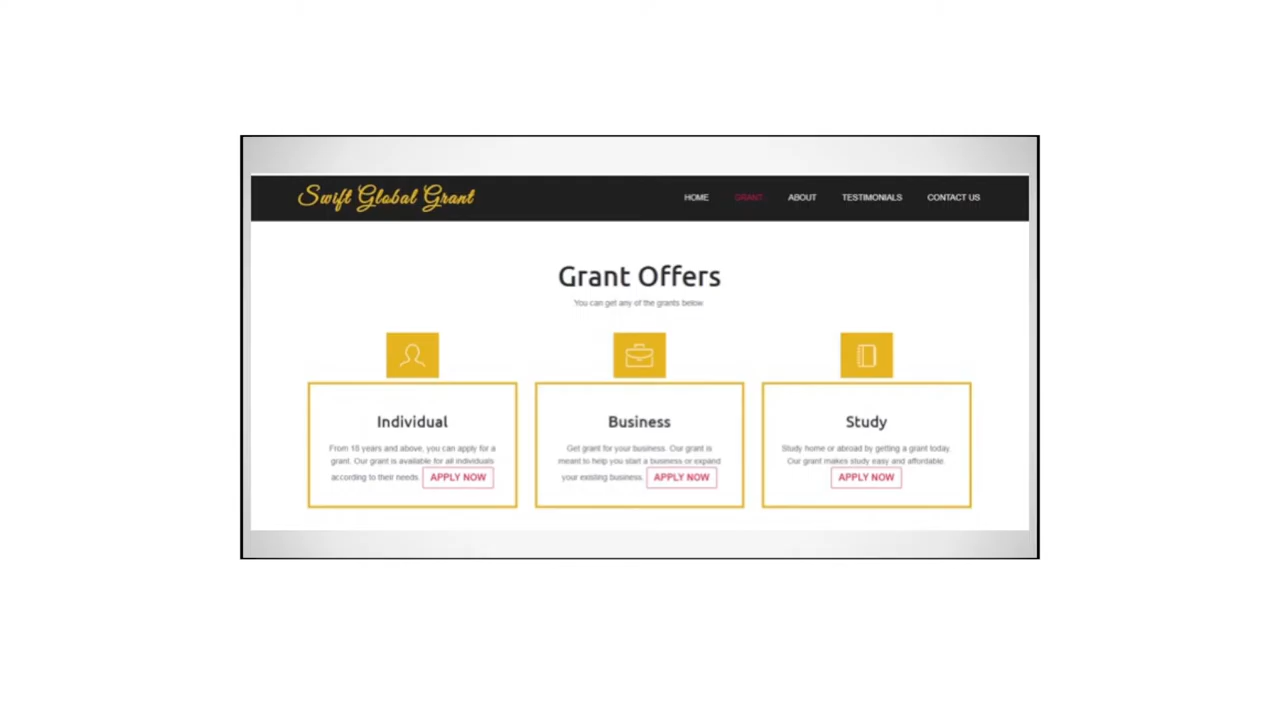 Swift Global Grant
HOME GRANT ABOUT TESTIMONIALS CONTACT US
Grant Offers
You can get any of the grants below
Individual
From 18 years and above, you can apply for a
grant. Our grant is available for all individuals
according to their needs. APPLY NOW
Business
Get grant for your business. Our grant is
meant to help you start a business or expand
your existing business. APPLY NOW
Study
Study home or abroad by getting a grant today.
Our grant makes study easy and affordable.
APPLY NOW